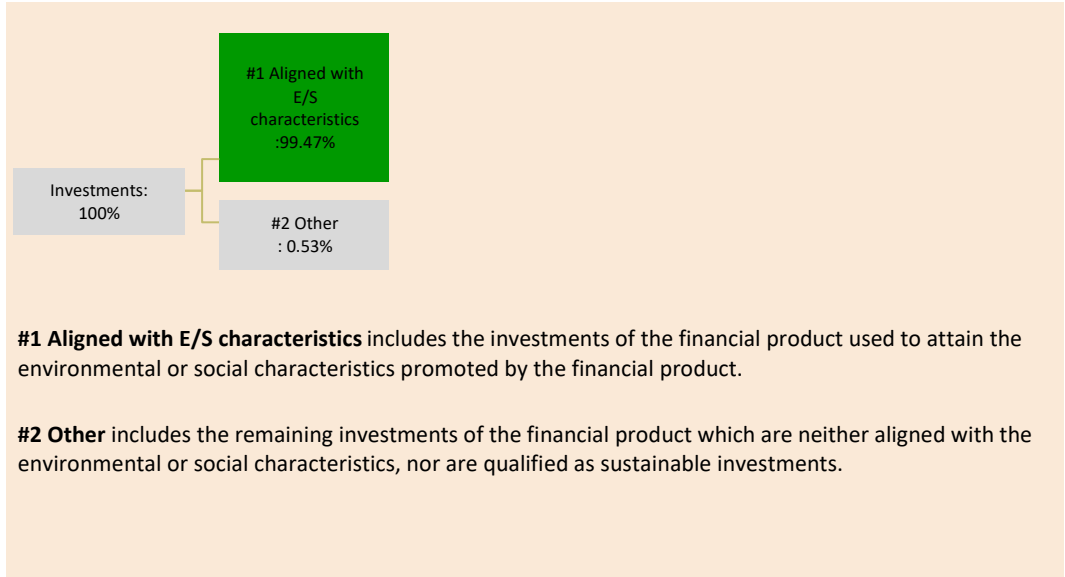 #1 Aligned with
E/S
characteristics
:99.47%
Investments:
100%
#2 Other
: 0.53%
#1 Aligned with E/S characteristics includes the investments of the financial product used to attain the
environmental or social characteristics promoted by the financial product.
#2 Other includes the remaining investments of the financial product which are neither aligned with the
environmental or social characteristics, nor are qualified as sustainable investments.